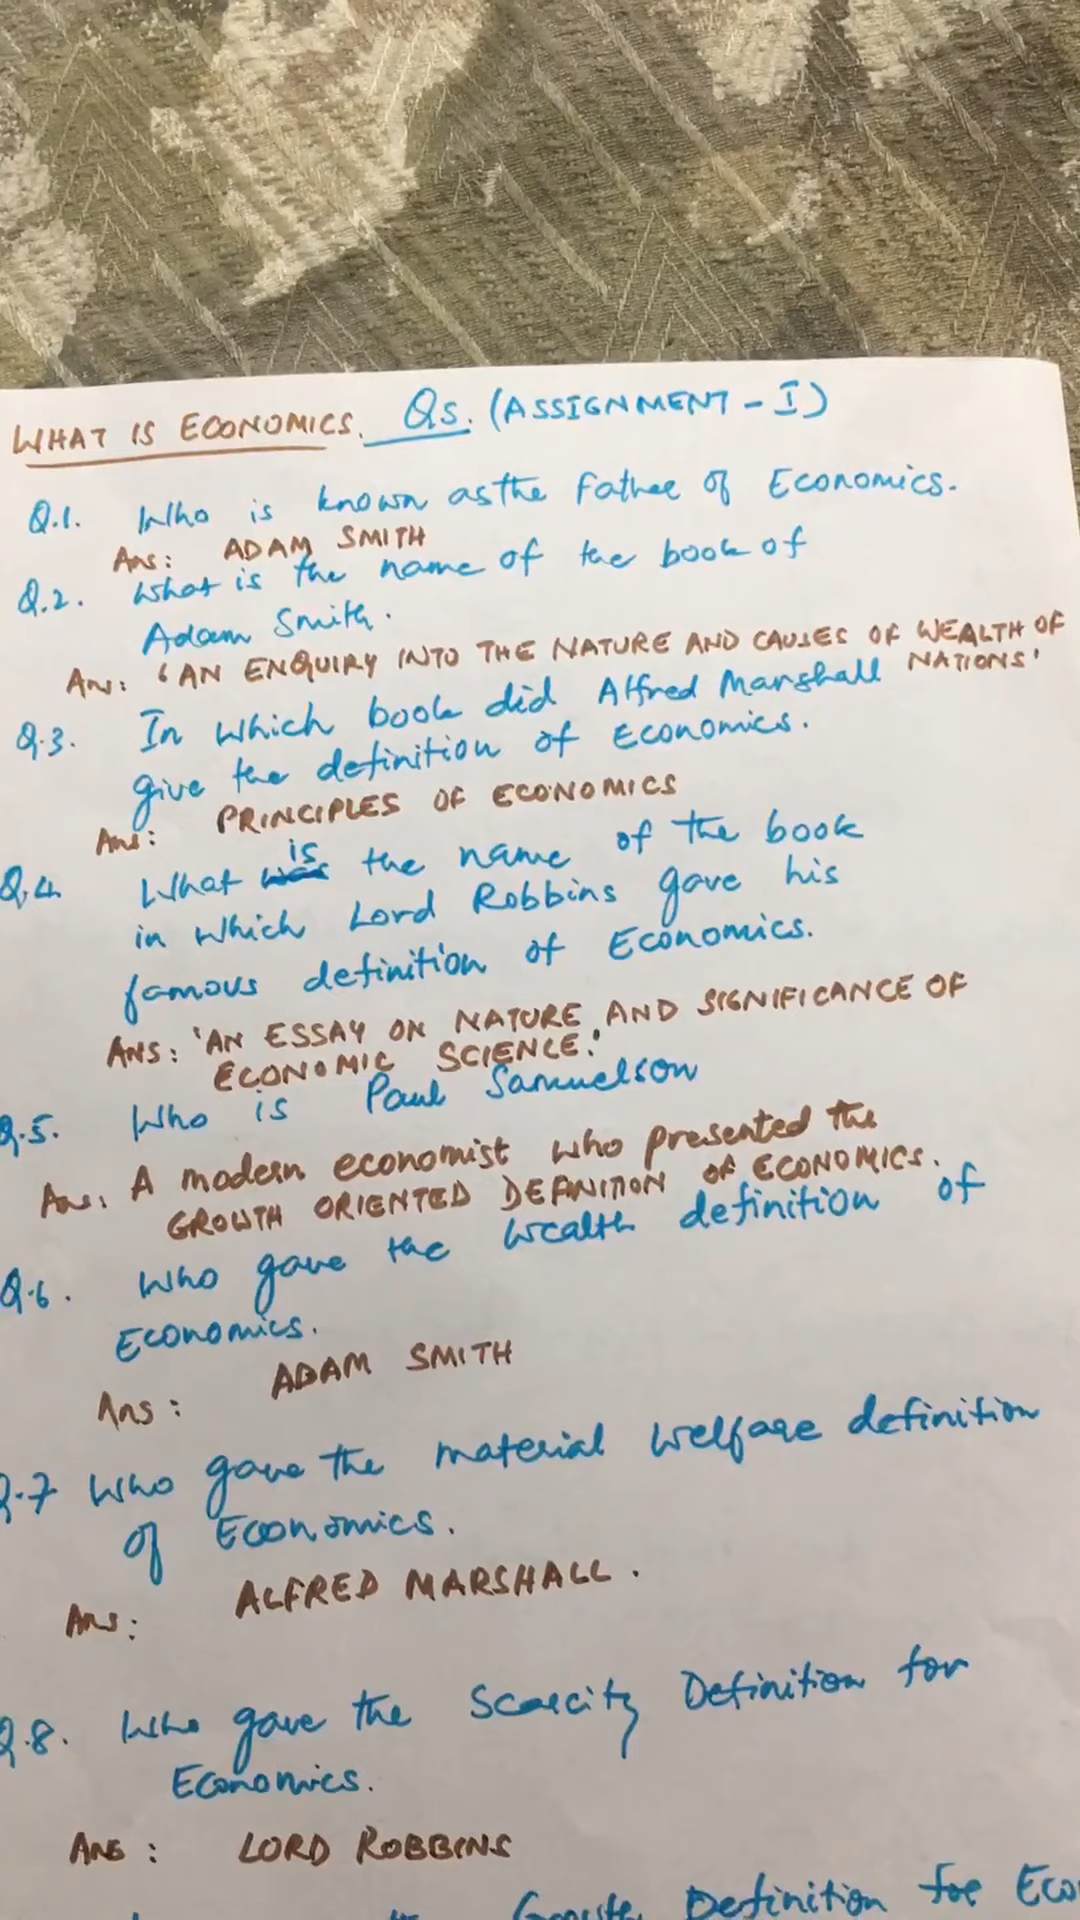 WHAT IS ECONOMICS. Qs. (ASSIGNMENT - I)
Q.1. Who is known as the Father of Economics.
Ans: ADAM SMITH
Q.2. What is the name of the book of
Adam Smith.
An: 'AN ENQUIRY INTO THE NATURE AND CAUSES OF WEALTH OF
NATIONS'
Q.3. In which book did Alfred Marshall
give the definition of Economics.
Ans: PRINCIPLES OF ECONOMICS
Q.4 What is the name of the book
in which Lord Robbins gave his
famous definition of Economics.
ANS: 'AN ESSAY ON NATURE AND SIGNIFICANCE OF
ECONOMIC SCIENCE.'
Q.5. Who is Paul Samuelson
Ans: A modern economist who presented the
GROWTH ORIENTED DEFINITION OF ECONOMICS.
Q.6. Who gave the wealth definition of
Economics.
Ans: ADAM SMITH
Q.7 Who gave the material welfare definition
of Economics.
Ans: ALFRED MARSHALL.
Q.8. Who gave the Scarcity Definition for
Economics.
ANS: LORD ROBBINS
Definition for Eco